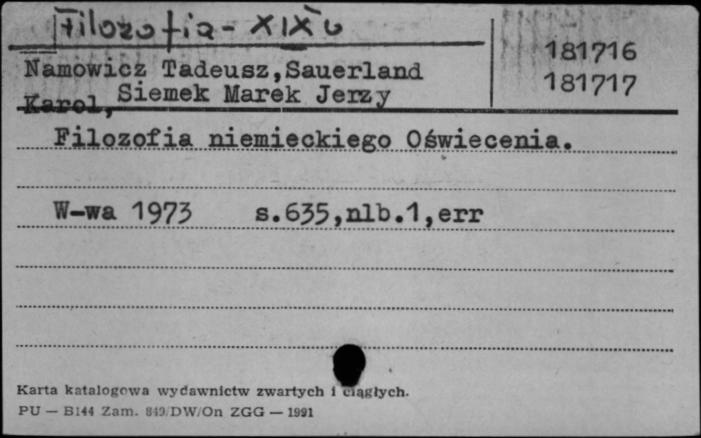 Filozofia - XIX w
181716
Namowicz Tadeusz,Sauerland
181717
Karol, Siemek Marek Jerzy
Filozofia niemieckiego Oświecenia.
W-wa 1973 s.635,nlb.1,err
Karta katalogowa wydawnictw zwartych i ciągłych.
PU — B144 Zam. 849/DW/On ZGG — 1991